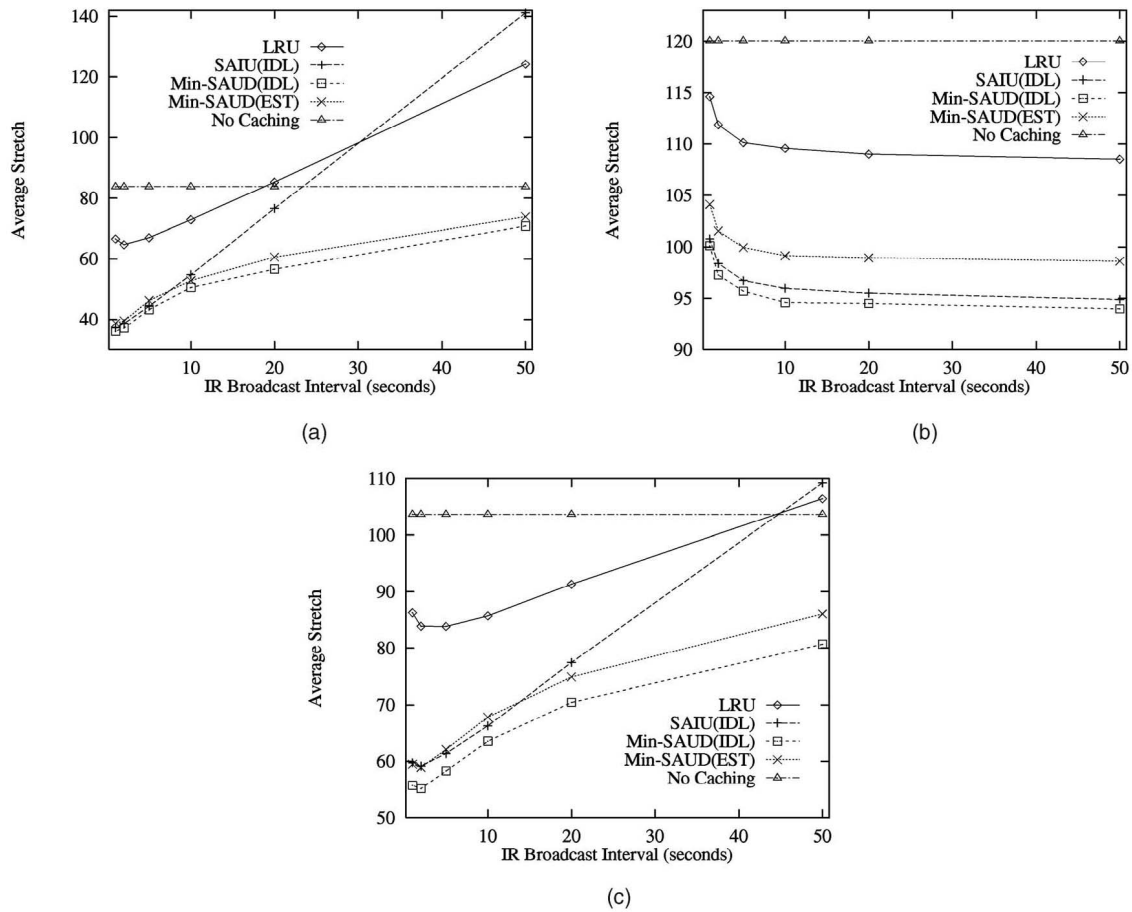 140
120
100
80
60
40
Average Stretch
LRU
SAIU(IDL)
Min-SAUD(IDL)
Min-SAUD(EST)
No Caching
10 20 30 40 50
IR Broadcast Interval (seconds)
(a)
120
115
110
105
100
95
90
Average Stretch
LRU
SAIU(IDL)
Min-SAUD(IDL)
Min-SAUD(EST)
No Caching
10 20 30 40 50
IR Broadcast Interval (seconds)
(b)
110
100
90
80
70
60
50
Average Stretch
LRU
SAIU(IDL)
Min-SAUD(IDL)
Min-SAUD(EST)
No Caching
10 20 30 40 50
IR Broadcast Interval (seconds)
(c)